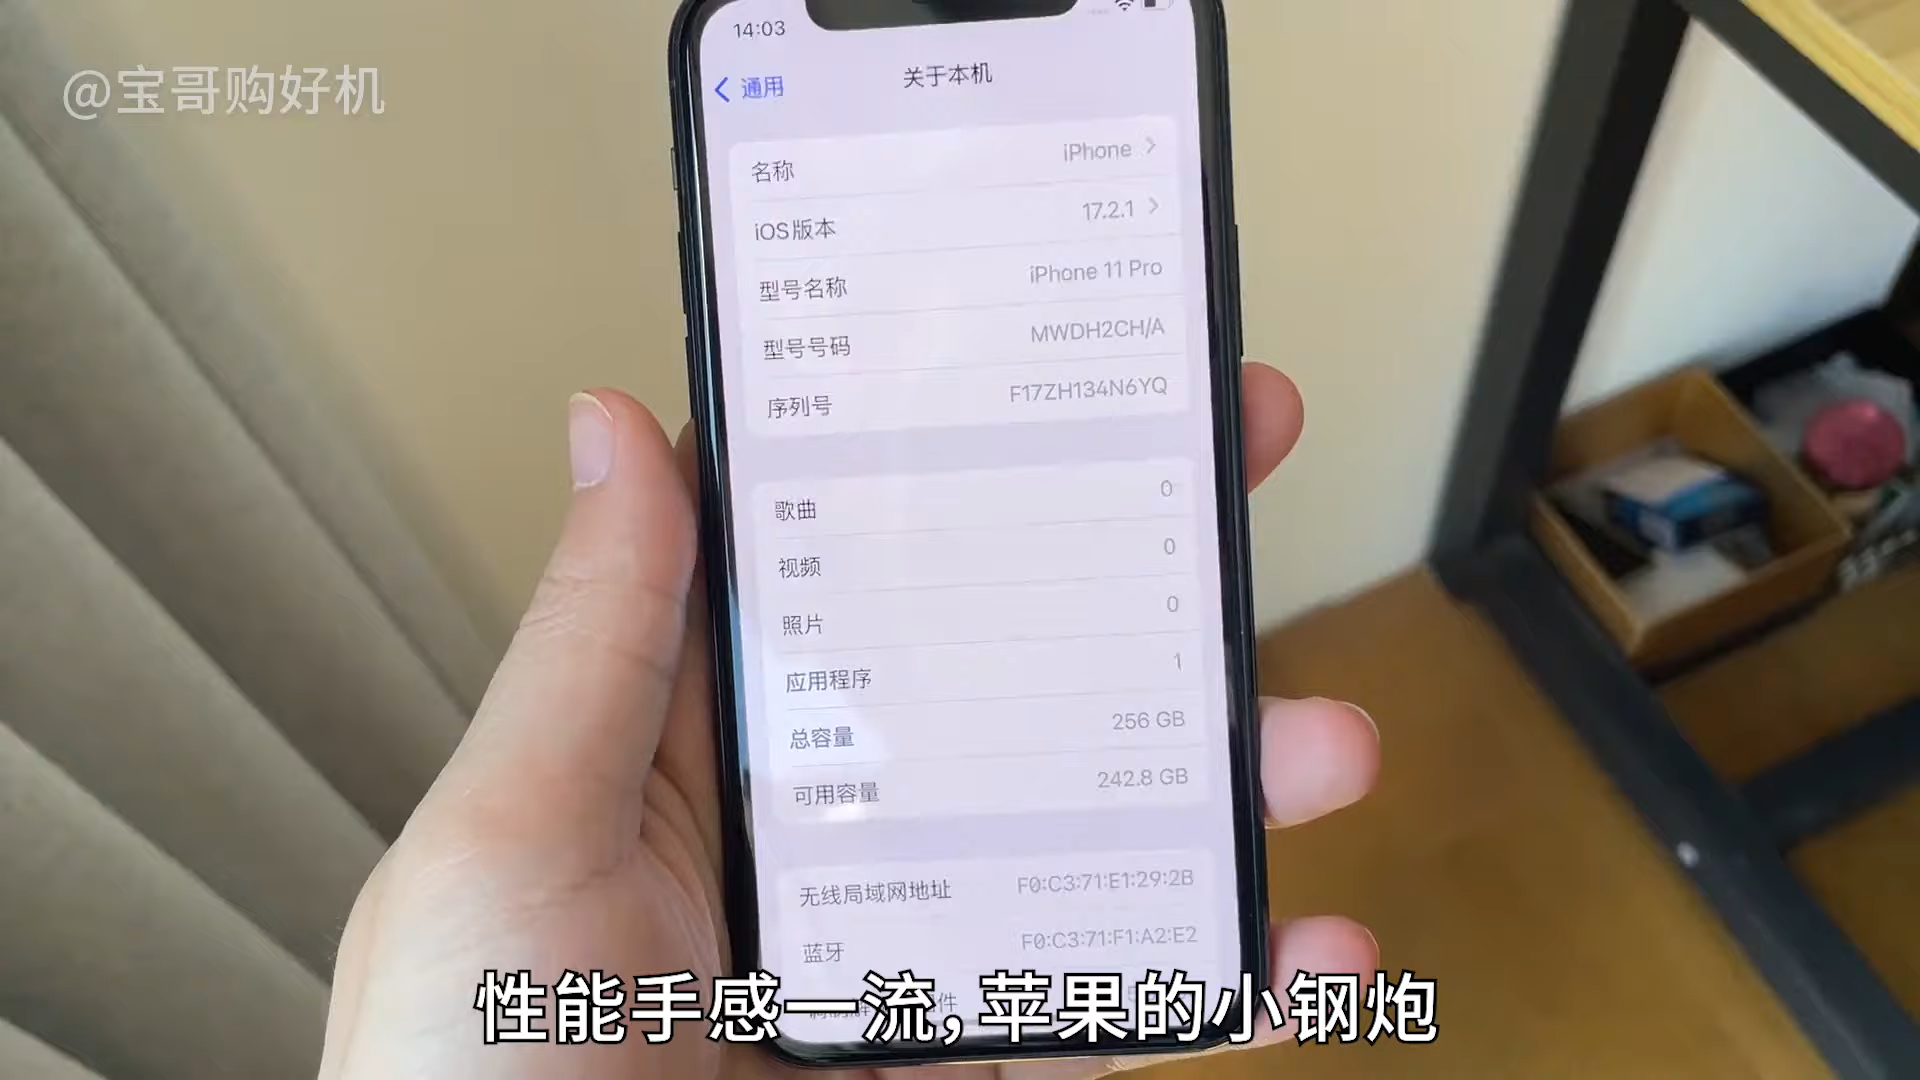 @宝哥购好机
14:03
通用
关于本机
名称 iPhone
iOS版本 17.2.1
型号名称 iPhone 11 Pro
型号号码 MWDH2CH/A
序列号 F17ZH134N6YQ
歌曲 0
视频 0
照片 0
应用程序 1
总容量 256 GB
可用容量 242.8 GB
无线局域网地址 F0:C3:71:E1:29:2B
蓝牙 F0:C3:71:F1:A2:E2
性能手感一流,苹果的小钢炮